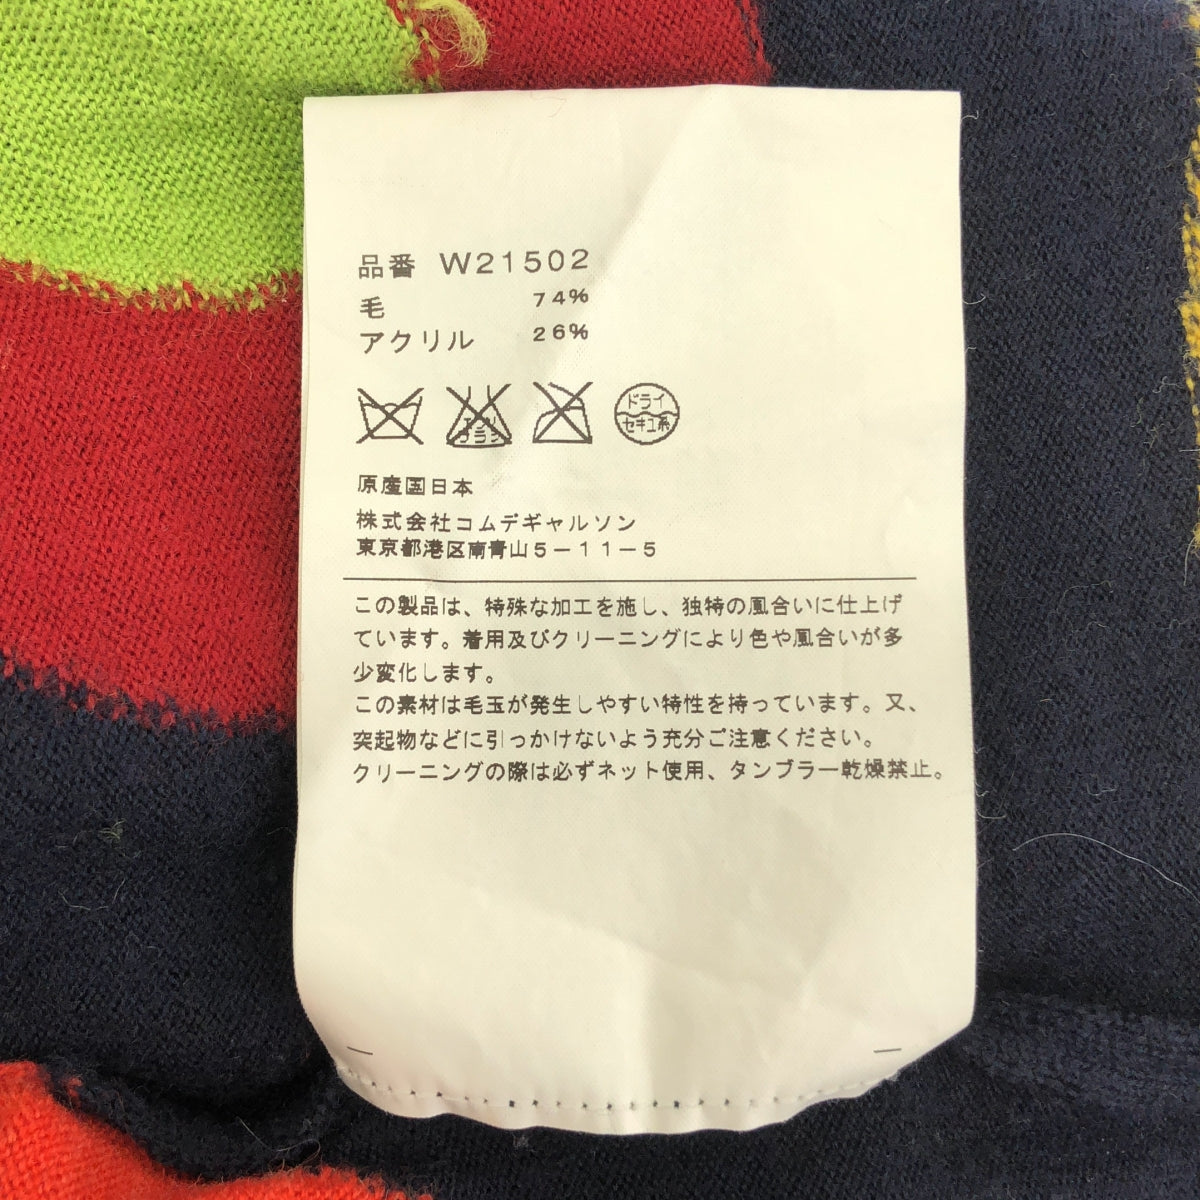 品番 W21502
毛 74%
アクリル 26%
エンソ
サラシ
ドライ
セキユ系
原産国日本
株式会社コムデギャルソン
東京都港区南青山5-11-5
この製品は、特殊な加工を施し、独特の風合いに仕上げ
ています。着用及びクリーニングにより色や風合いが多
少変化します。
この素材は毛玉が発生しやすい特性を持っています。又、
突起物などに引っかけないよう充分ご注意ください。
クリーニングの際は必ずネット使用、タンブラー乾燥禁止。